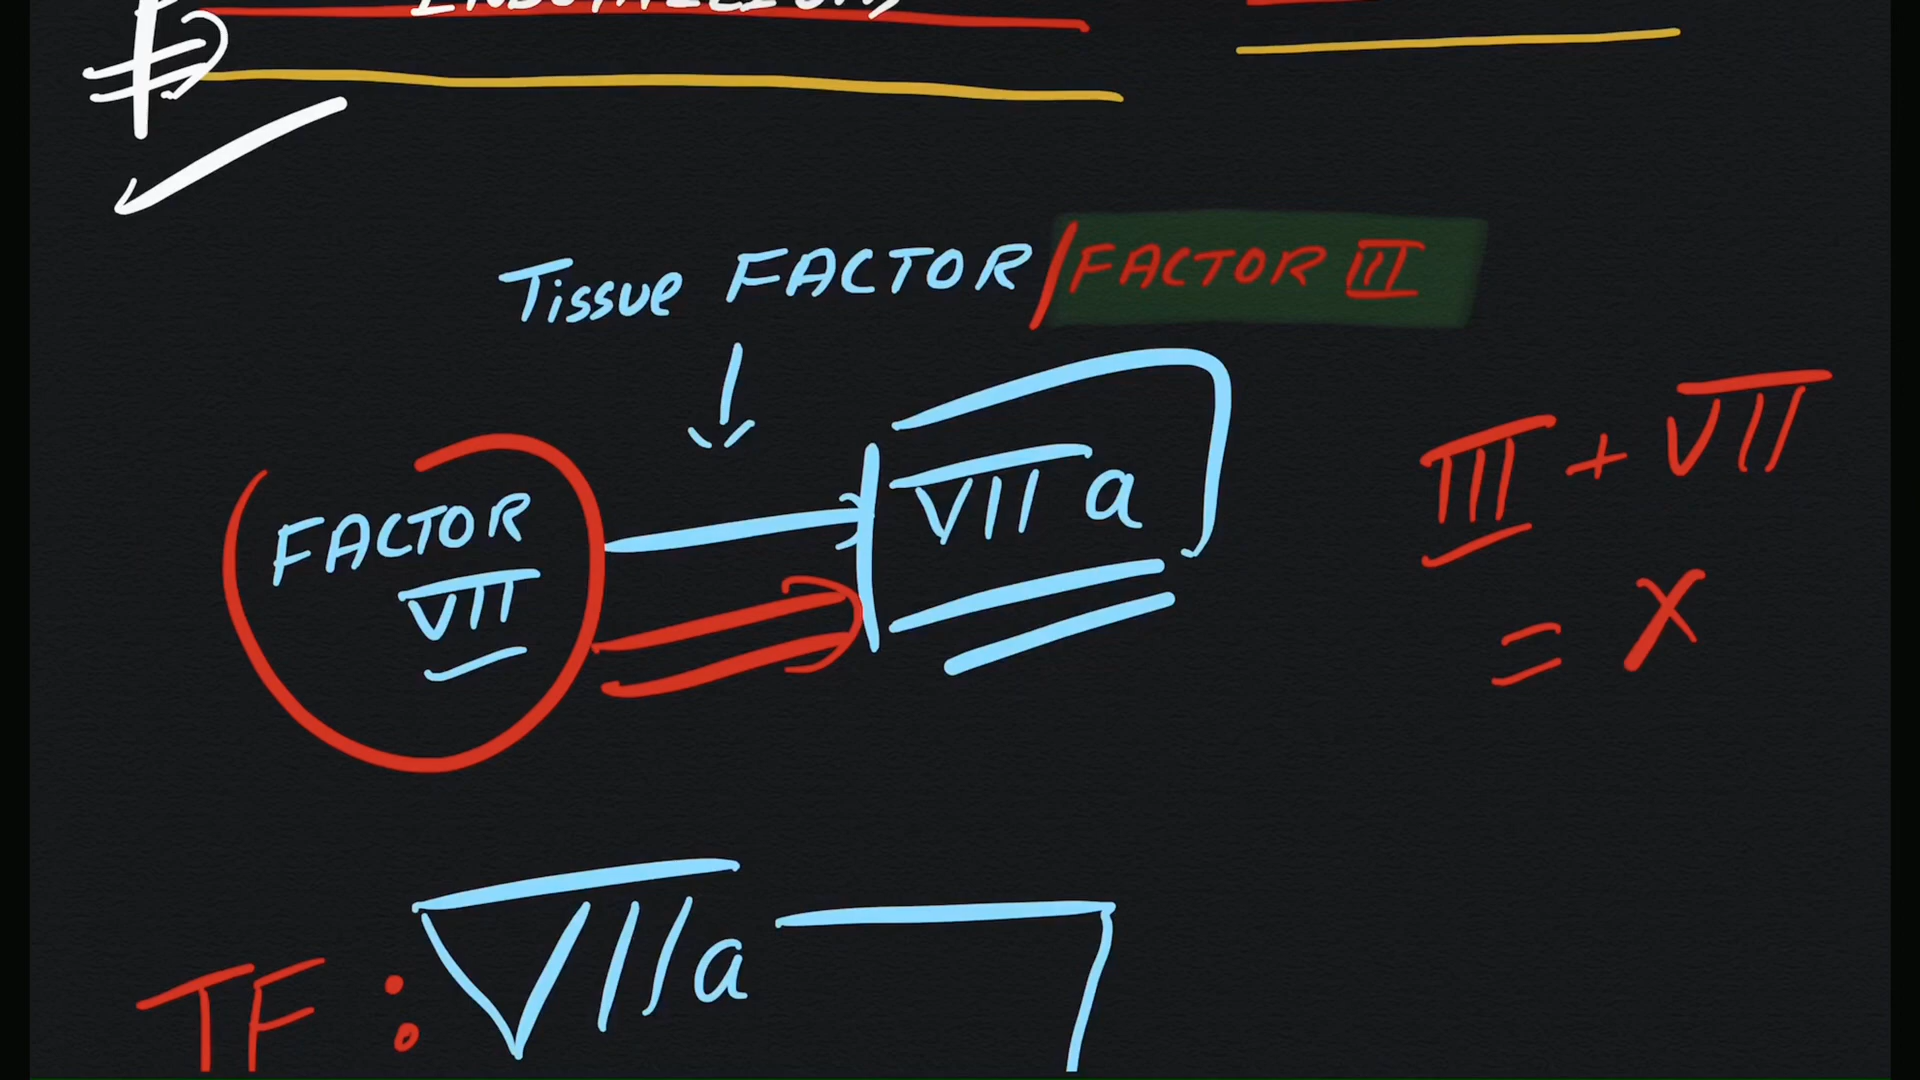 Tissue FACTOR/FACTOR III
FACTOR
VII
VII a
III + VII
= X
TF : VIIa